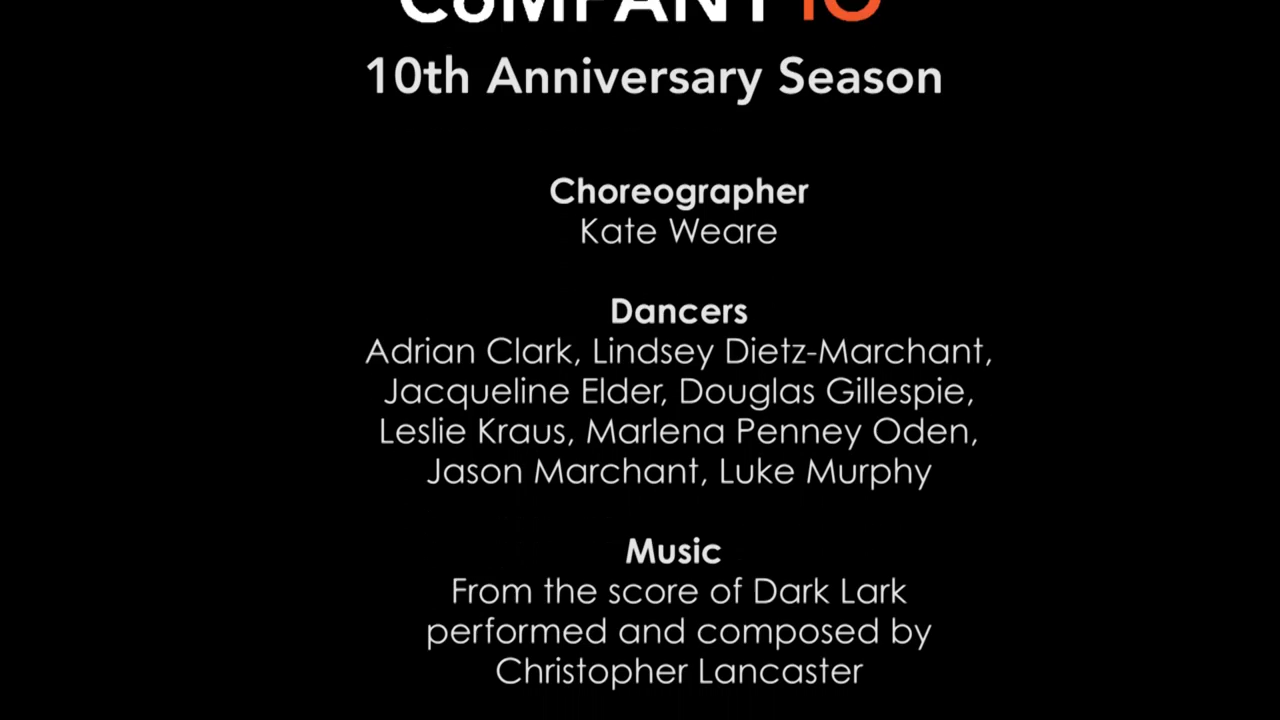 CoMPANY 10
10th Anniversary Season
Choreographer
Kate Weare
Dancers
Adrian Clark, Lindsey Dietz-Marchant,
Jacqueline Elder, Douglas Gillespie,
Leslie Kraus, Marlena Penney Oden,
Jason Marchant, Luke Murphy
Music
From the score of Dark Lark
performed and composed by
Christopher Lancaster